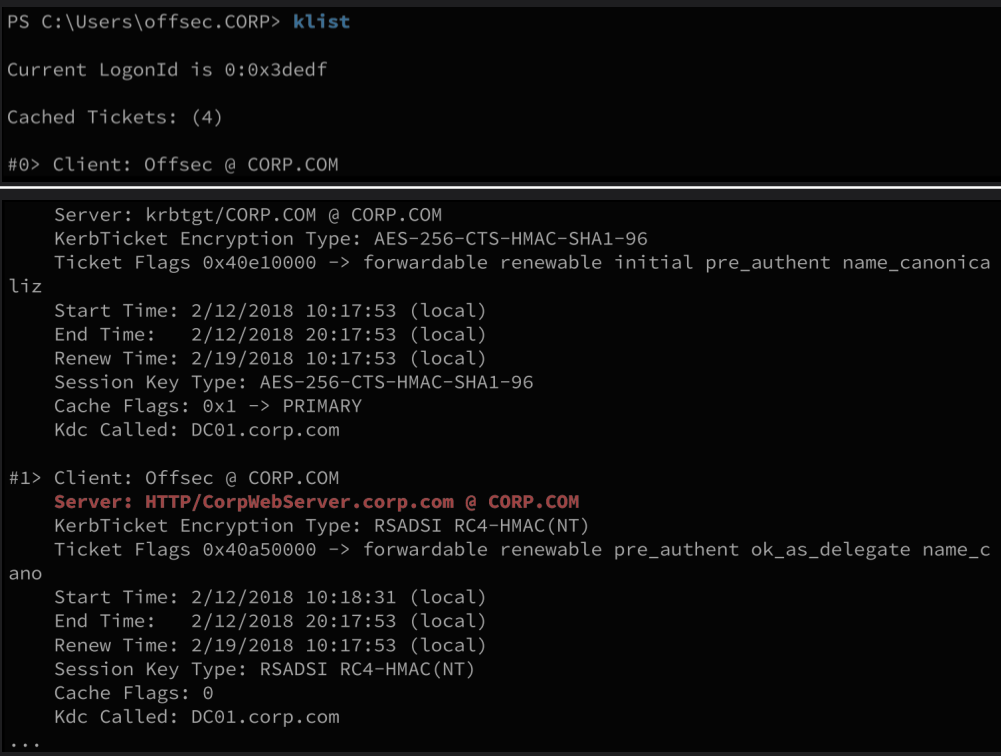 PS C:\Users\offsec.CORP> klist
Current LogonId is 0:0x3dedf
Cached Tickets: (4)
#0> Client: Offsec @ CORP.COM
Server: krbtgt/CORP.COM @ CORP.COM
KerbTicket Encryption Type: AES-256-CTS-HMAC-SHA1-96
Ticket Flags 0x40e10000 -> forwardable renewable initial pre_authent name_canonica
liz
Start Time: 2/12/2018 10:17:53 (local)
End Time:   2/12/2018 20:17:53 (local)
Renew Time: 2/19/2018 10:17:53 (local)
Session Key Type: AES-256-CTS-HMAC-SHA1-96
Cache Flags: 0x1 -> PRIMARY
Kdc Called: DC01.corp.com
#1> Client: Offsec @ CORP.COM
Server: HTTP/CorpWebServer.corp.com @ CORP.COM
KerbTicket Encryption Type: RSADSI RC4-HMAC(NT)
Ticket Flags 0x40a50000 -> forwardable renewable pre_authent ok_as_delegate name_c
ano
Start Time: 2/12/2018 10:18:31 (local)
End Time:   2/12/2018 20:17:53 (local)
Renew Time: 2/19/2018 10:17:53 (local)
Session Key Type: RSADSI RC4-HMAC(NT)
Cache Flags: 0
Kdc Called: DC01.corp.com
...